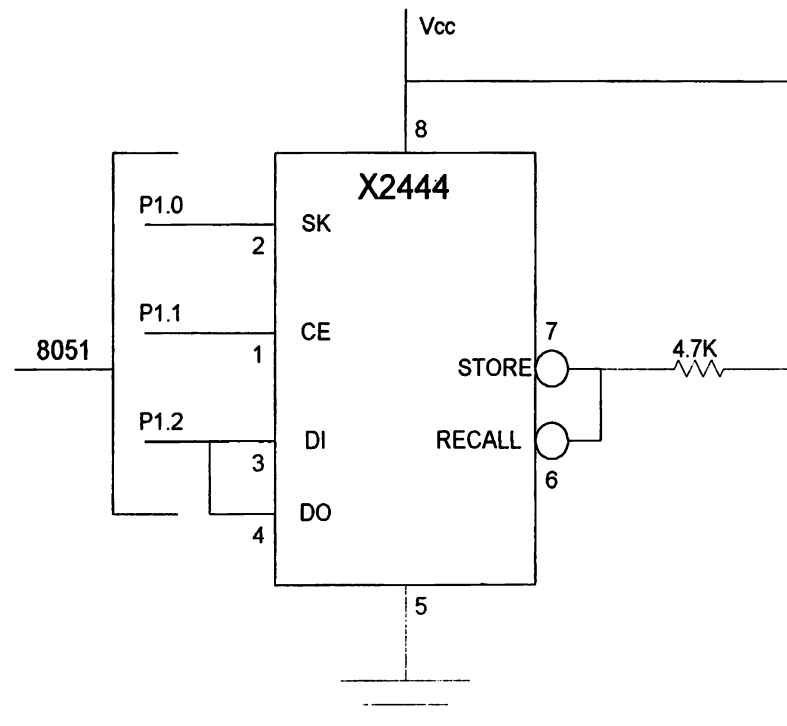 Vcc
8
X2444
P1.0
SK
2
P1.1
CE
1
7
8051
4.7K
STORE
P1.2
DI
RECALL
3
6
DO
4
5